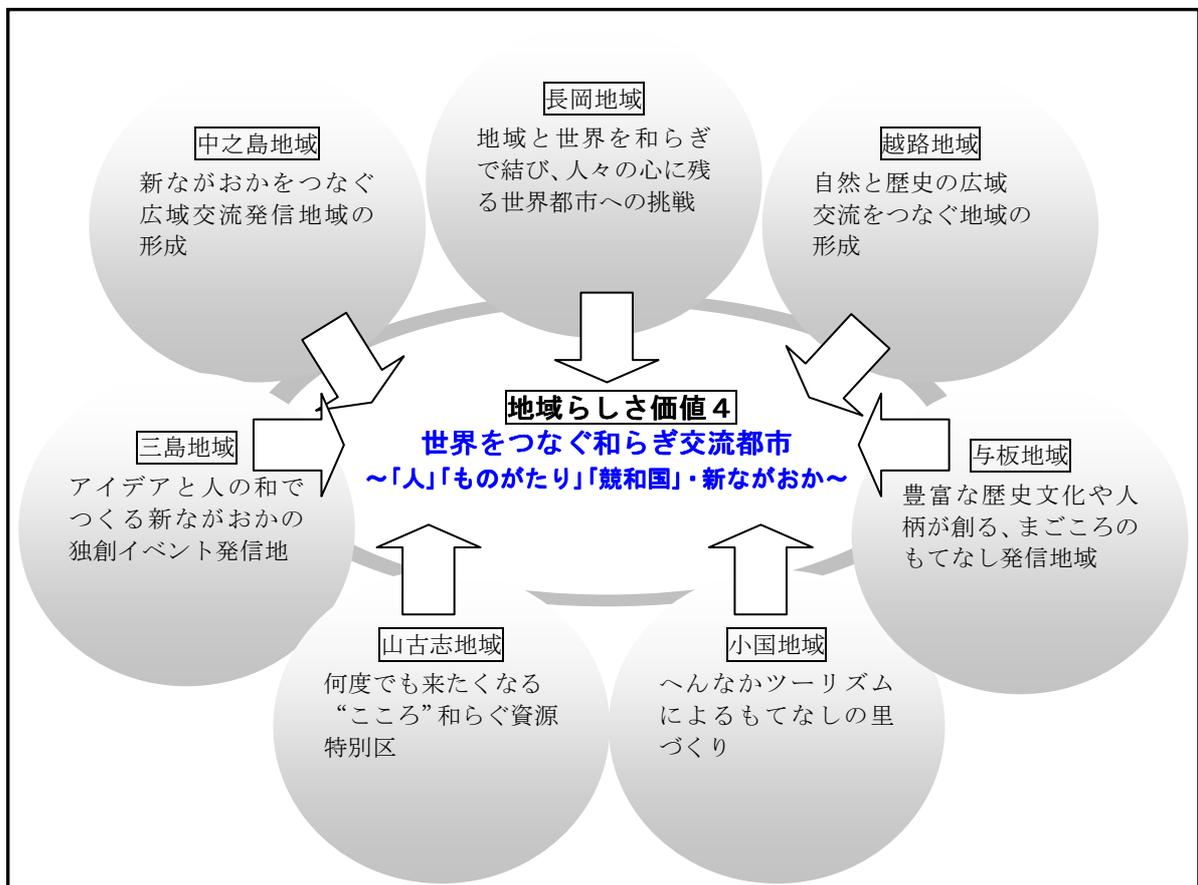 長岡地域
地域と世界を和らぎ
で結び、人々の心に残
る世界都市への挑戦
中之島地域
新ながおかをつなぐ
広域交流発信地域の
形成
越路地域
自然と歴史の広域
交流をつなぐ地域の
形成
地域らしさ価値４
世界をつなぐ和らぎ交流都市
～「人」「ものがたり」「競和国」・新ながおか～
三島地域
アイデアと人の和で
つくる新ながおかの
独創イベント発信地
与板地域
豊富な歴史文化や人
柄が創る、まごころの
もてなし発信地域
山古志地域
何度でも来たくなる
“こころ”和らぐ資源
特別区
小国地域
へんなかツーリズム
によるもてなしの里
づくり